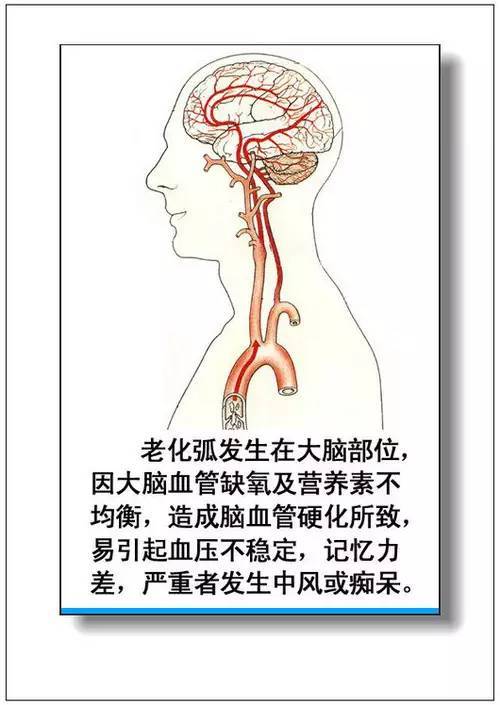 老化弧发生在大脑部位，
因大脑血管缺氧及营养素不
均衡，造成脑血管硬化所致，
易引起血压不稳定，记忆力
差，严重者发生中风或痴呆。